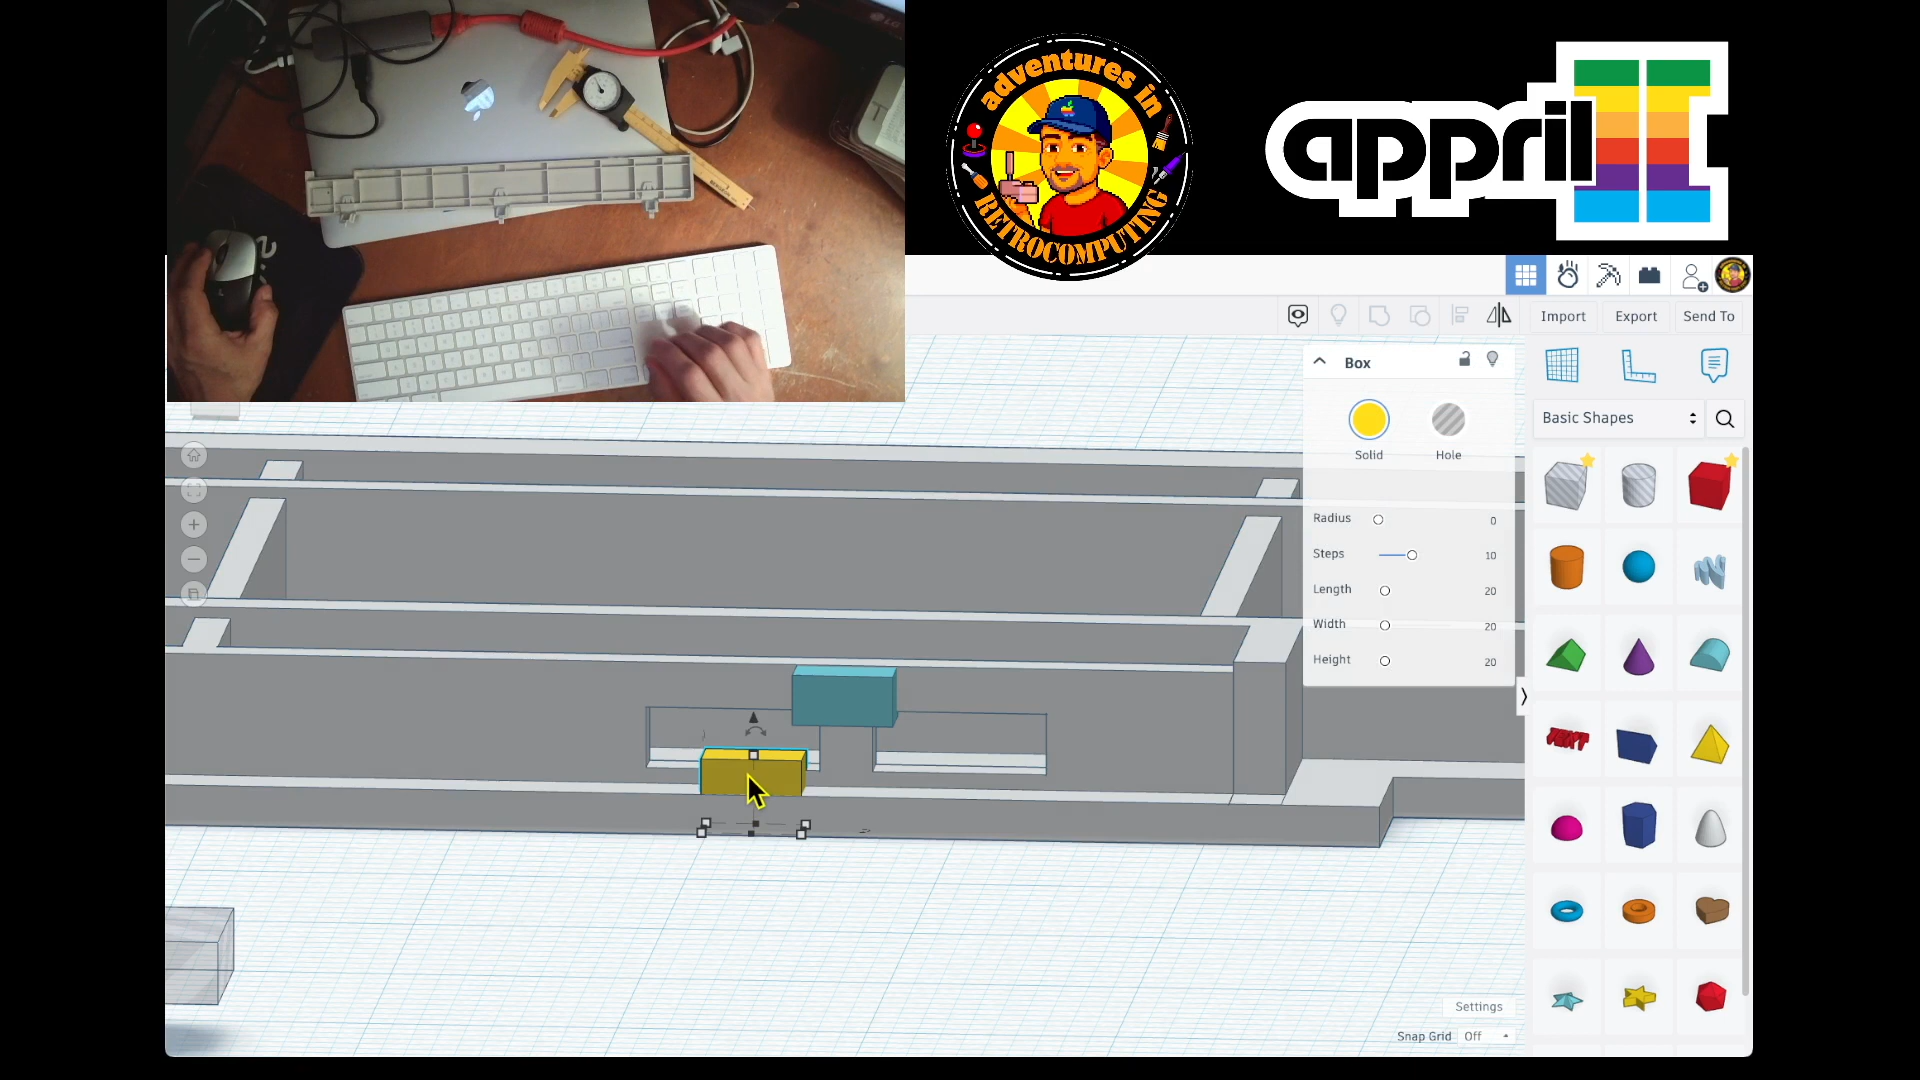 adventures in
RETROCOMPUTING
appril
Import
Export
Send To
Box
Solid
Hole
Radius
0
Steps
10
Length
20
Width
20
Height
20
Basic Shapes
Settings
Snap Grid
Off